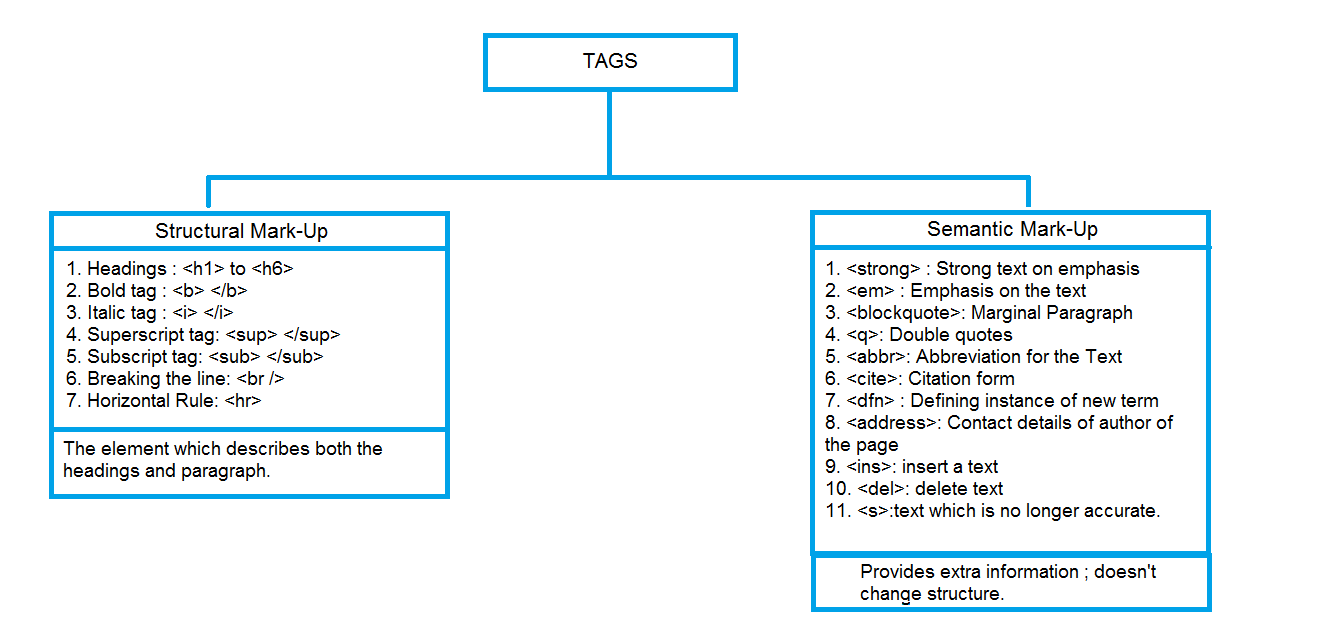 TAGS
Structural Mark-Up
1. Headings : <h1> to <h6>
2. Bold tag : <b> </b>
3. Italic tag : <i> </i>
4. Superscript tag: <sup> </sup>
5. Subscript tag: <sub> </sub>
6. Breaking the line: <br />
7. Horizontal Rule: <hr>
The element which describes both the
headings and paragraph.
Semantic Mark-Up
1. <strong> : Strong text on emphasis
2. <em> : Emphasis on the text
3. <blockquote>: Marginal Paragraph
4. <q>: Double quotes
5. <abbr>: Abbreviation for the Text
6. <cite>: Citation form
7. <dfn> : Defining instance of new term
8. <address>: Contact details of author of
the page
9. <ins>: insert a text
10. <del>: delete text
11. <s>:text which is no longer accurate.
Provides extra information ; doesn't
change structure.